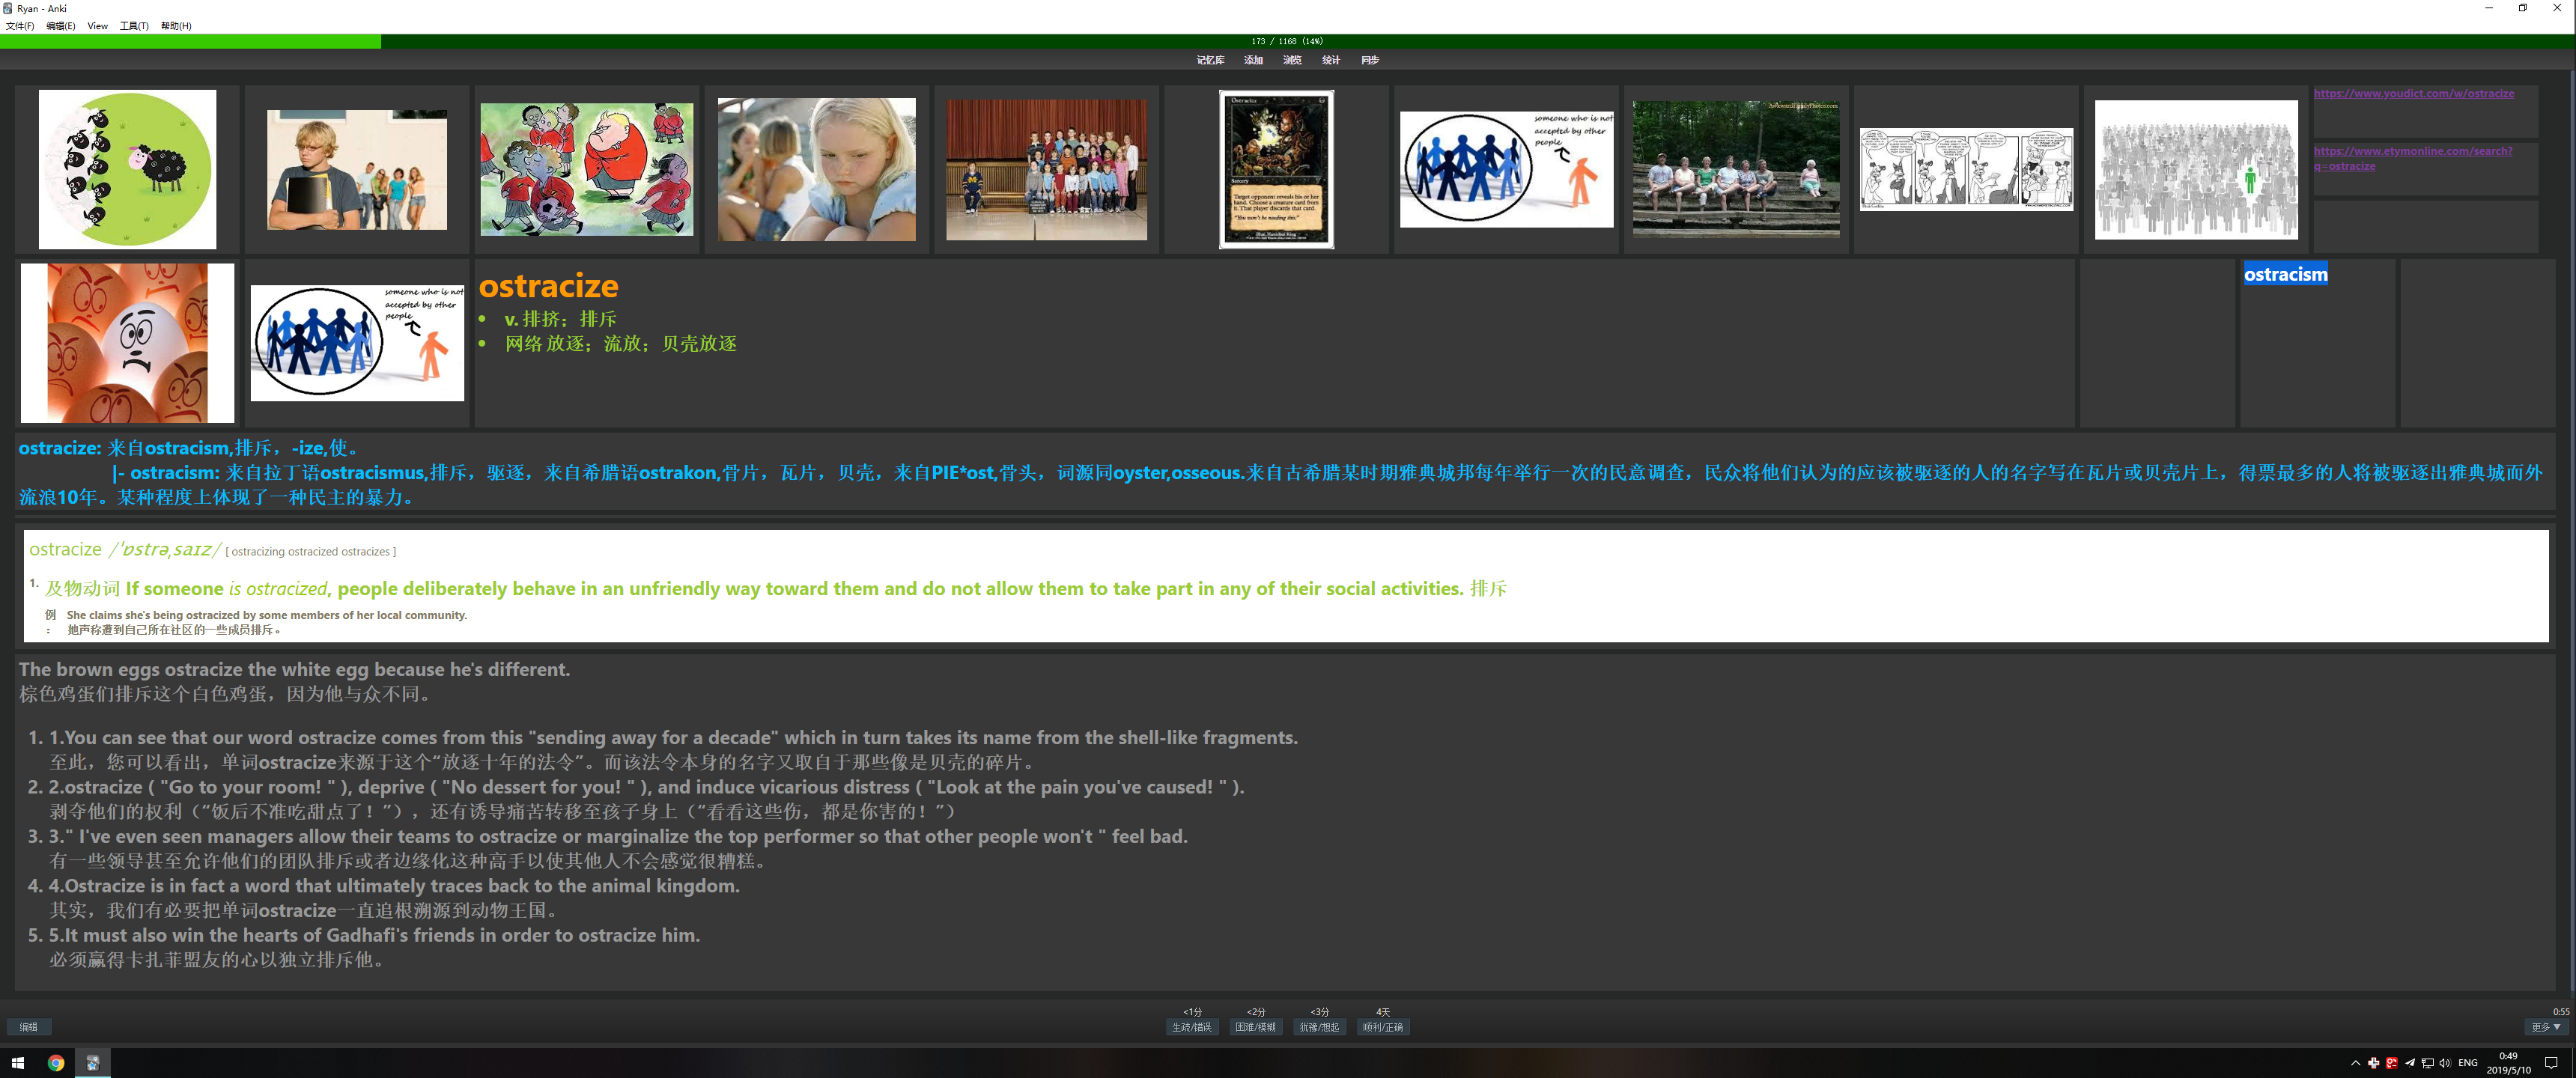 Ryan - Anki
文件(F) 编辑(E) View 工具(T) 帮助(H)
173 / 1168 (14%)
记忆库 添加 浏览 统计 同步
someone who is not
accepted by other
people
Ostracize
Sorcery
Target opponent reveals his or her
hand. Choose a creature card from
it. That player discards that card.
AwkwardFamilyPhotos.com
https://www.youdict.com/w/ostracize
https://www.etymonline.com/search?
q=ostracize
someone who is not
accepted by other
people
ostracize
• v. 排挤；排斥
• 网络 放逐；流放；贝壳放逐
ostracism
ostracize: 来自ostracism,排斥，-ize,使。
|- ostracism: 来自拉丁语ostracismus,排斥，驱逐，来自希腊语ostrakon,骨片，瓦片，贝壳，来自PIE*ost,骨头，词源同oyster,osseous.来自古希腊某时期雅典城邦每年举行一次的民意调查，民众将他们认为的应该被驱逐的人的名字写在瓦片或贝壳片上，得票最多的人将被驱逐出雅典城而外
流浪10年。某种程度上体现了一种民主的暴力。
ostracize /ˈɒstrəˌsaɪz/ [ ostracizing ostracized ostracizes ]
1. 及物动词 If someone is ostracized, people deliberately behave in an unfriendly way toward them and do not allow them to take part in any of their social activities. 排斥
例 She claims she's being ostracized by some members of her local community.
： 她声称遭到自己所在社区的一些成员排斥。
The brown eggs ostracize the white egg because he's different.
棕色鸡蛋们排斥这个白色鸡蛋，因为他与众不同。
1. 1.You can see that our word ostracize comes from this "sending away for a decade" which in turn takes its name from the shell-like fragments.
至此，您可以看出，单词ostracize来源于这个“放逐十年的法令”。而该法令本身的名字又取自于那些像是贝壳的碎片。
2. 2.ostracize ( "Go to your room! " ), deprive ( "No dessert for you! " ), and induce vicarious distress ( "Look at the pain you've caused! " ).
剥夺他们的权利（“饭后不准吃甜点了！”），还有诱导痛苦转移至孩子身上（“看看这些伤，都是你害的！”）
3. 3." I've even seen managers allow their teams to ostracize or marginalize the top performer so that other people won't " feel bad.
有一些领导甚至允许他们的团队排斥或者边缘化这种高手以使其他人不会感觉很糟糕。
4. 4.Ostracize is in fact a word that ultimately traces back to the animal kingdom.
其实，我们有必要把单词ostracize一直追根溯源到动物王国。
5. 5.It must also win the hearts of Gadhafi's friends in order to ostracize him.
必须赢得卡扎菲盟友的心以独立排斥他。
<1分 <2分 <3分 4天 0:55
编辑 生疏/错误 困难/模糊 犹豫/想起 顺利/正确 更多 ▼
ENG 0:49
2019/5/10